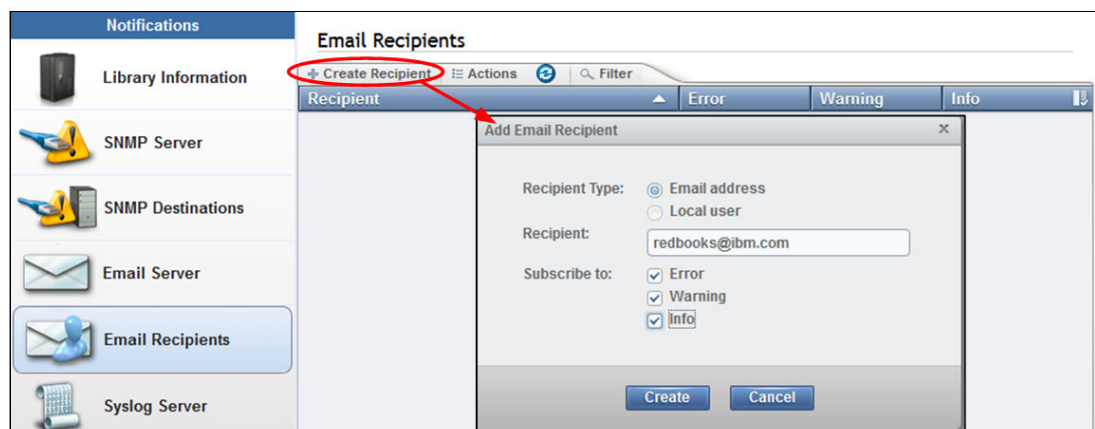 Notifications
Library Information
SNMP Server
SNMP Destinations
Email Server
Email Recipients
Syslog Server
Email Recipients
Create Recipient Actions Filter
Recipient Error Warning Info
Add Email Recipient x
Recipient Type: Email address
Local user
Recipient: redbooks@ibm.com
Subscribe to: Error
Warning
Info
Create Cancel